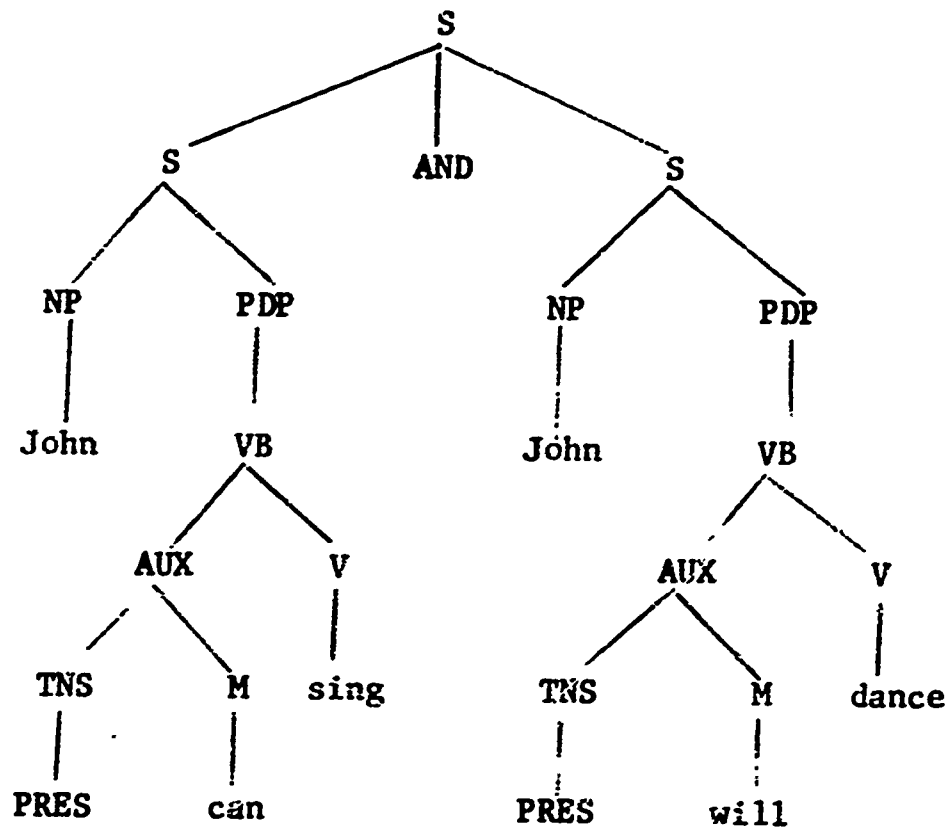 S
S AND S
NP PDP NP PDP
John VB John VB
AUX V AUX V
TNS M sing TNS M dance
PRES can PRES will